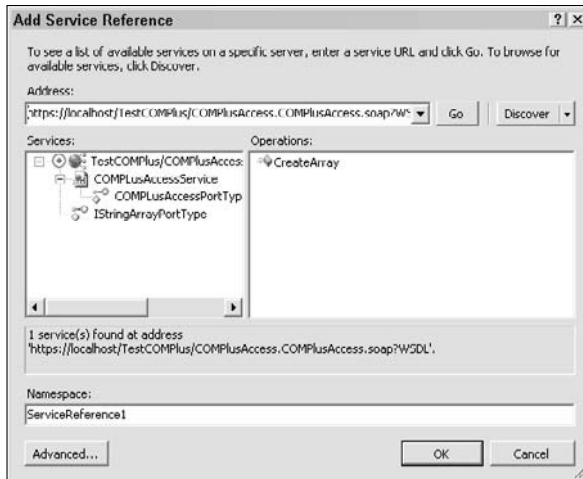 Add Service Reference
To see a list of available services on a specific server, enter a service URL and click Go. To browse for
available services, click Discover.
Address:
https://localhost/TestCOMPlus/COMPlusAccess.COMPlusAccess.soap?WS
Go
Discover
Services:
TestCOMPlus/COMPlusAcces
COMPLusAccessService
COMPLusAccessPortTyp
IStringArrayPortType
Operations:
CreateArray
1 service(s) found at address
'https://localhost/TestCOMPlus/COMPlusAccess.COMPlusAccess.soap?WSDL'.
Namespace:
ServiceReference1
Advanced...
OK
Cancel